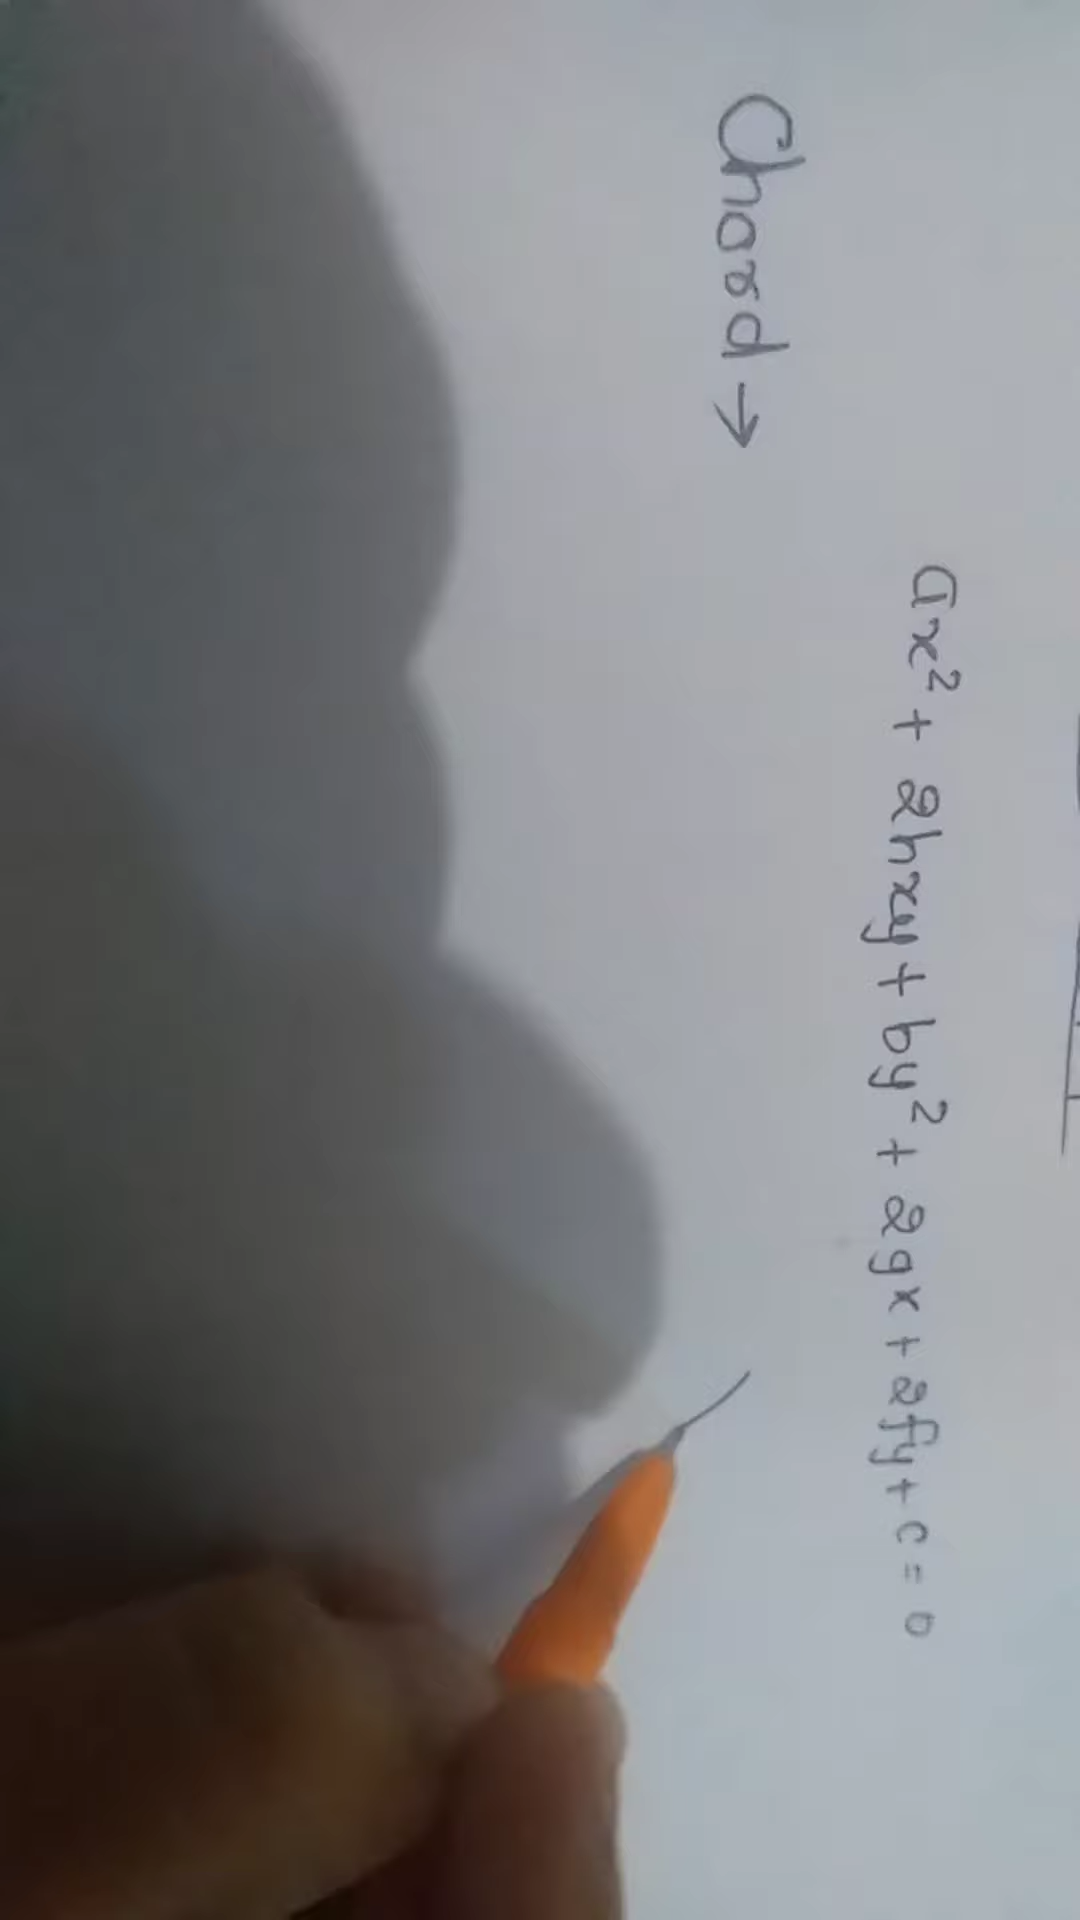 ax² + 2hxy + by² + 2gx + 2fy + c = 0
Chord →